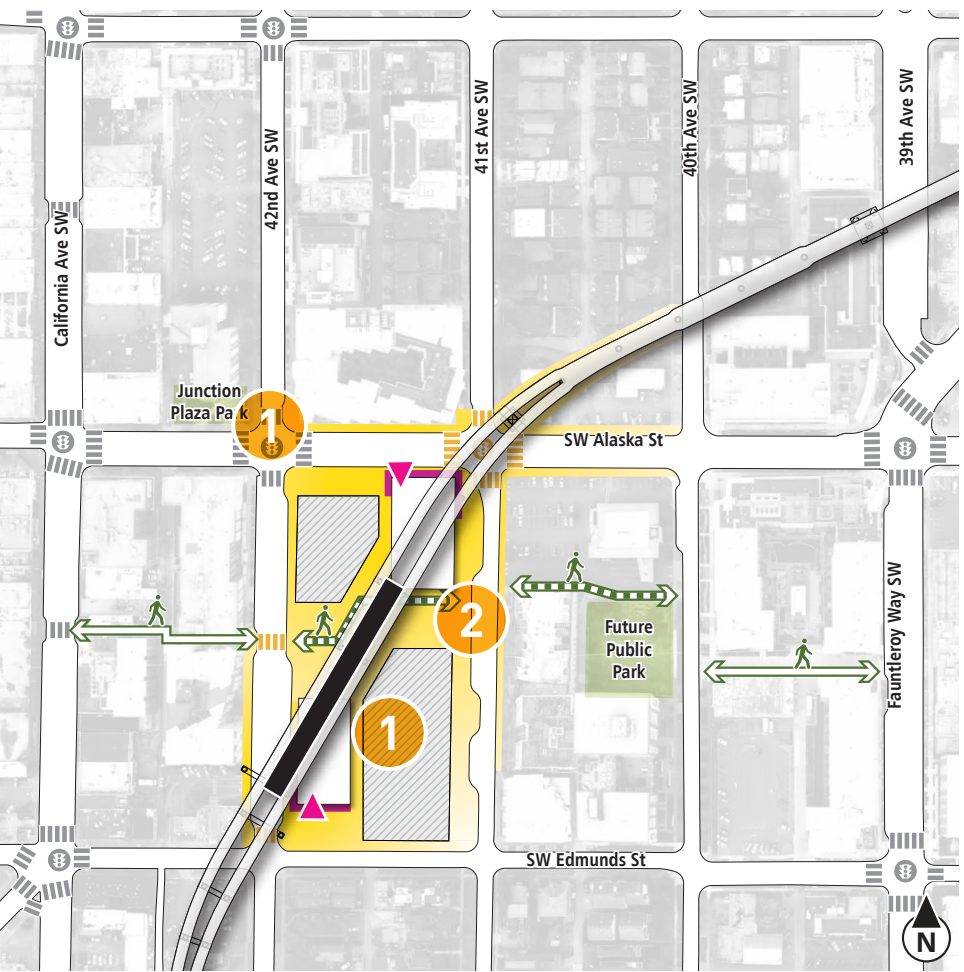 California Ave SW
42nd Ave SW
41st Ave SW
40th Ave SW
39th Ave SW
Junction
Plaza Park
1
SW Alaska St
2
Future
Public
Park
Fauntleroy Way SW
1
SW Edmunds St
N